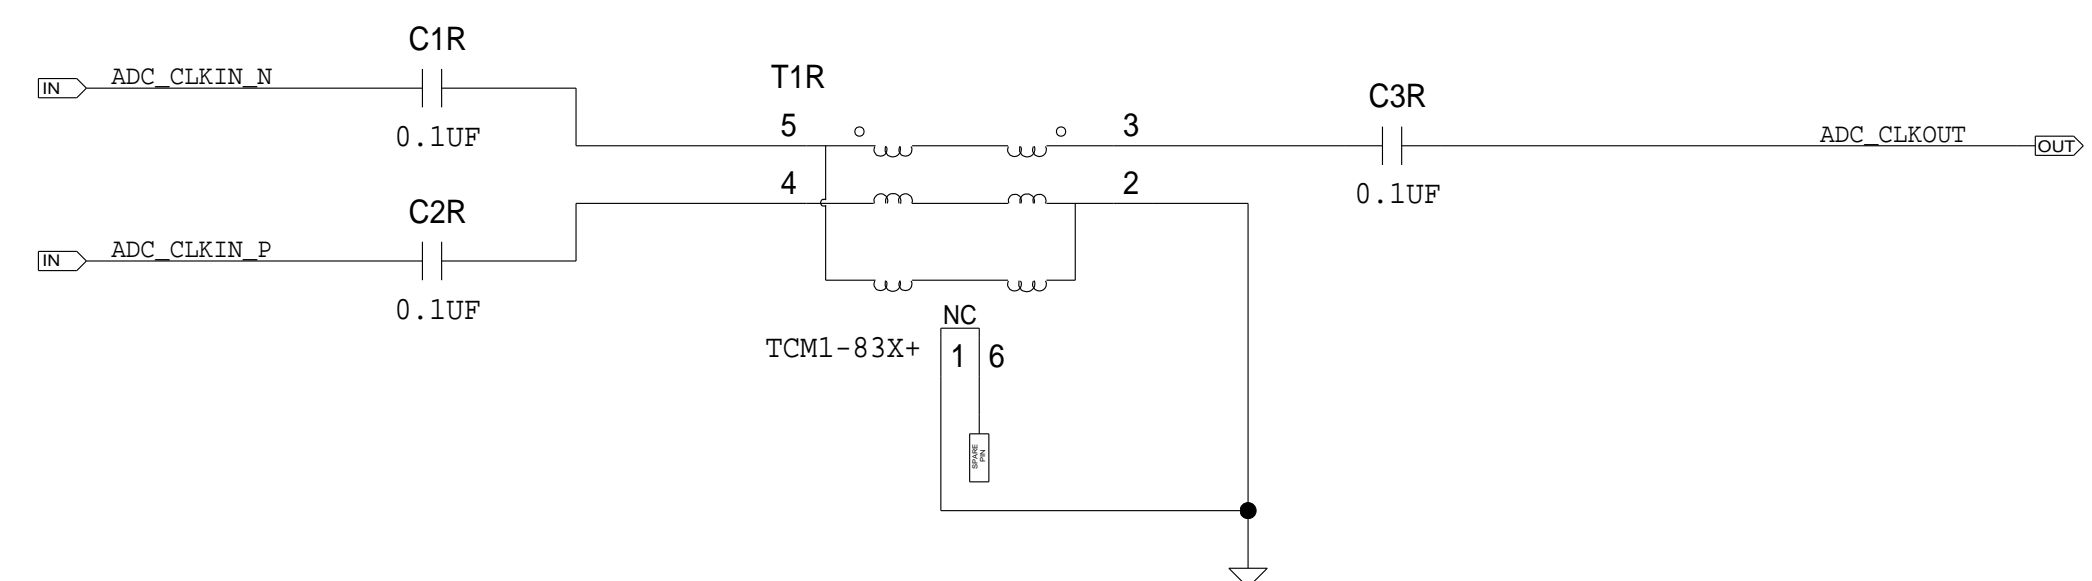 C1R
IN ADC_CLKIN_N
0.1UF
T1R
5 3
C3R
ADC_CLKOUT OUT
0.1UF
4 2
C2R
IN ADC_CLKIN_P
0.1UF
NC
TCM1-83X+ 1 6
SPARE
PIN